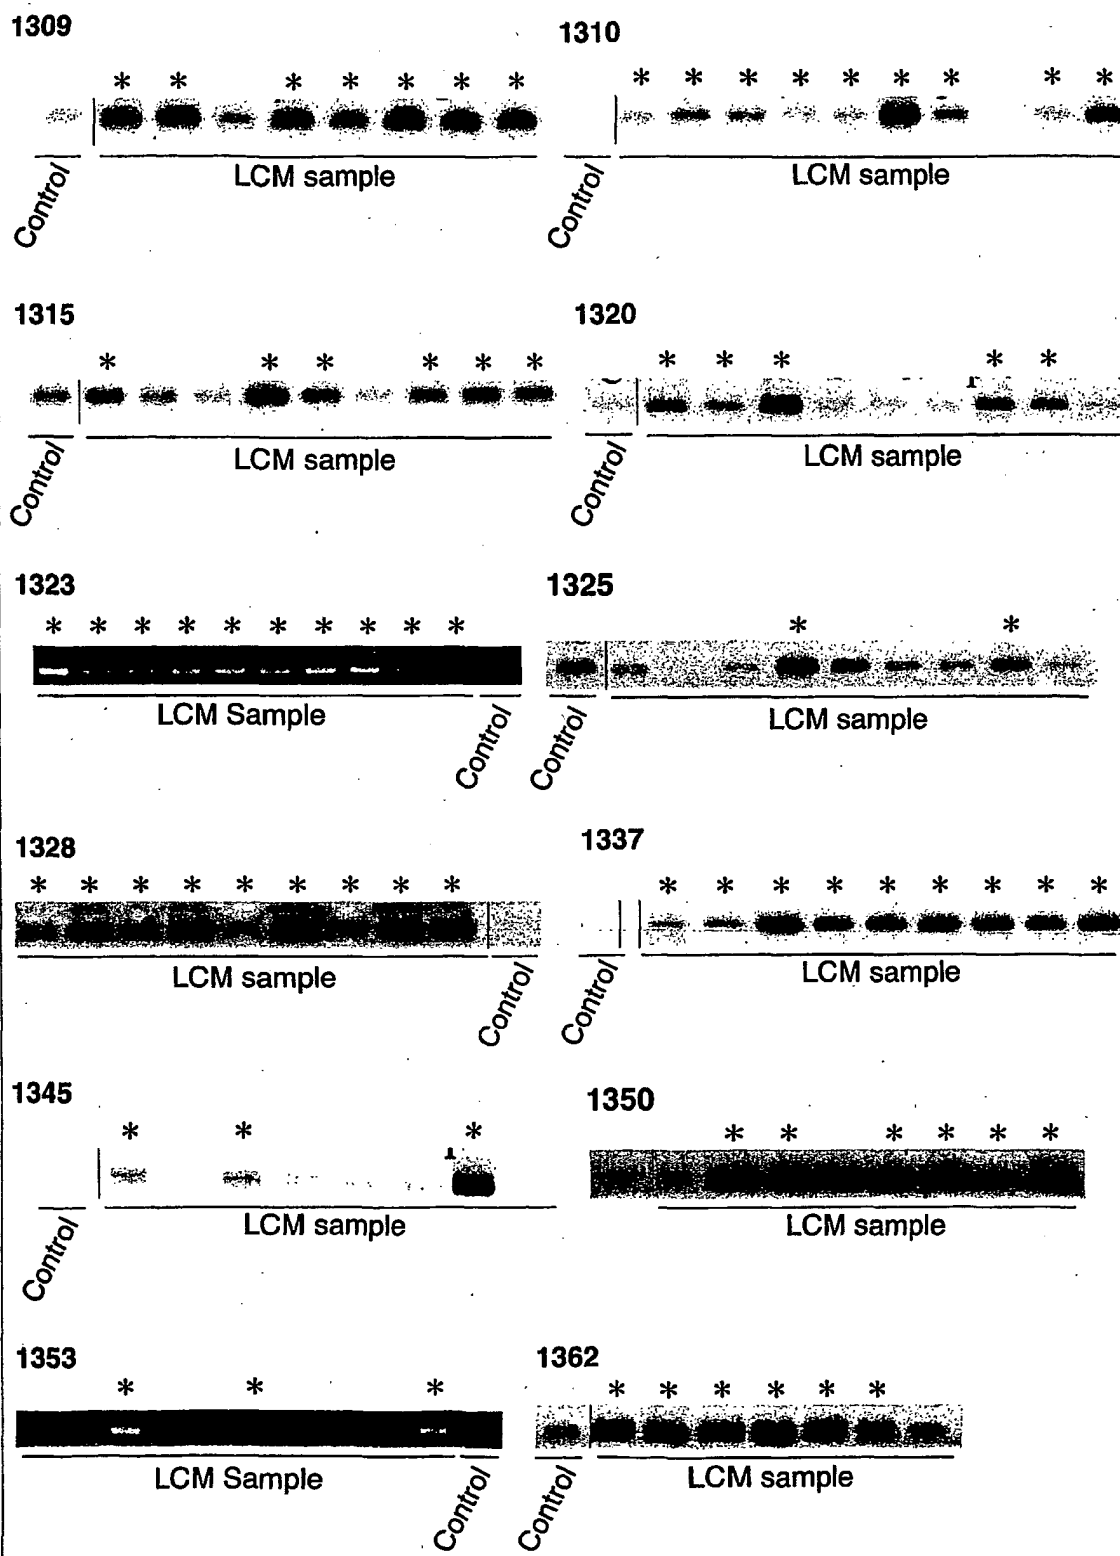 1309
* * * * * * * *
Control
LCM sample
1310
* * * * * * * * *
Control
LCM sample
1315
* * * * * *
Control
LCM sample
1320
* * * * *
Control
LCM sample
1323
* * * * * * * * * *
LCM Sample
Control
1325
* *
Control
LCM sample
1328
* * * * * * * * *
LCM sample
Control
1337
* * * * * * * * *
Control
LCM sample
1345
* * *
Control
LCM sample
1350
* * * * * *
LCM sample
1353
* * *
LCM Sample
Control
1362
* * * * * *
Control
LCM sample